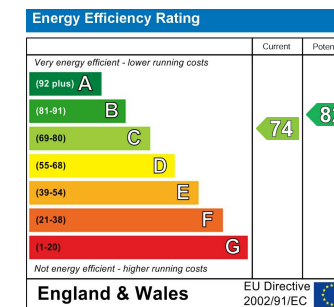 Energy Efficiency Rating
Current
Very energy efficient - lower running costs
(92 plus) A
(81-91) B
(69-80) C
74
(55-68) D
(39-54) E
(21-38) F
(1-20) G
Not energy efficient - higher running costs
England & Wales
EU Directive
2002/91/EC